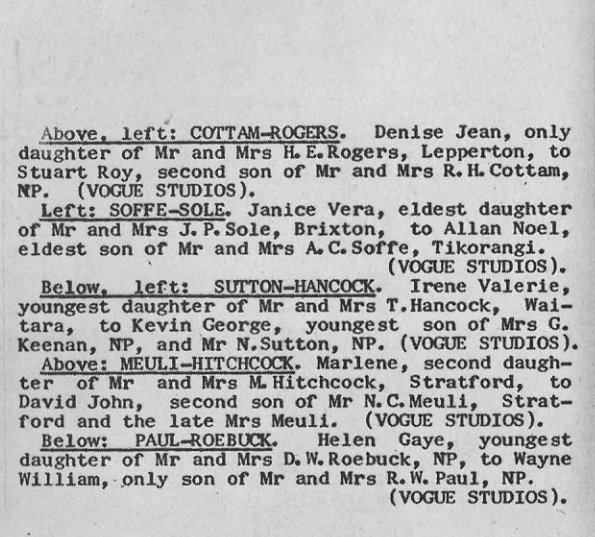 Above, left: COTTAM-ROGERS. Denise Jean, only
daughter of Mr and Mrs H.E.Rogers, Lepperton, to
Stuart Roy, second son of Mr and Mrs R.H.Cottam,
NP. (VOGUE STUDIOS).
Left: SOFFE-SOLE. Janice Vera, eldest daughter
of Mr and Mrs J.P.Sole, Brixton, to Allan Noel,
eldest son of Mr and Mrs A.C.Soffe, Tikorangi.
(VOGUE STUDIOS).
Below, left: SUTTON-HANCOCK. Irene Valerie,
youngest daughter of Mr and Mrs T.Hancock, Wai-
tara, to Kevin George, youngest son of Mrs G.
Keenan, NP, and Mr N.Sutton, NP. (VOGUE STUDIOS).
Above: MEULI-HITCHCOCK. Marlene, second daugh-
ter of Mr and Mrs M.Hitchcock, Stratford, to
David John, second son of Mr N.C.Meuli, Strat-
ford and the late Mrs Meuli. (VOGUE STUDIOS).
Below: PAUL-ROEBUCK. Helen Gaye, youngest
daughter of Mr and Mrs D.W.Roebuck, NP, to Wayne
William, only son of Mr and Mrs R.W.Paul, NP.
(VOGUE STUDIOS).